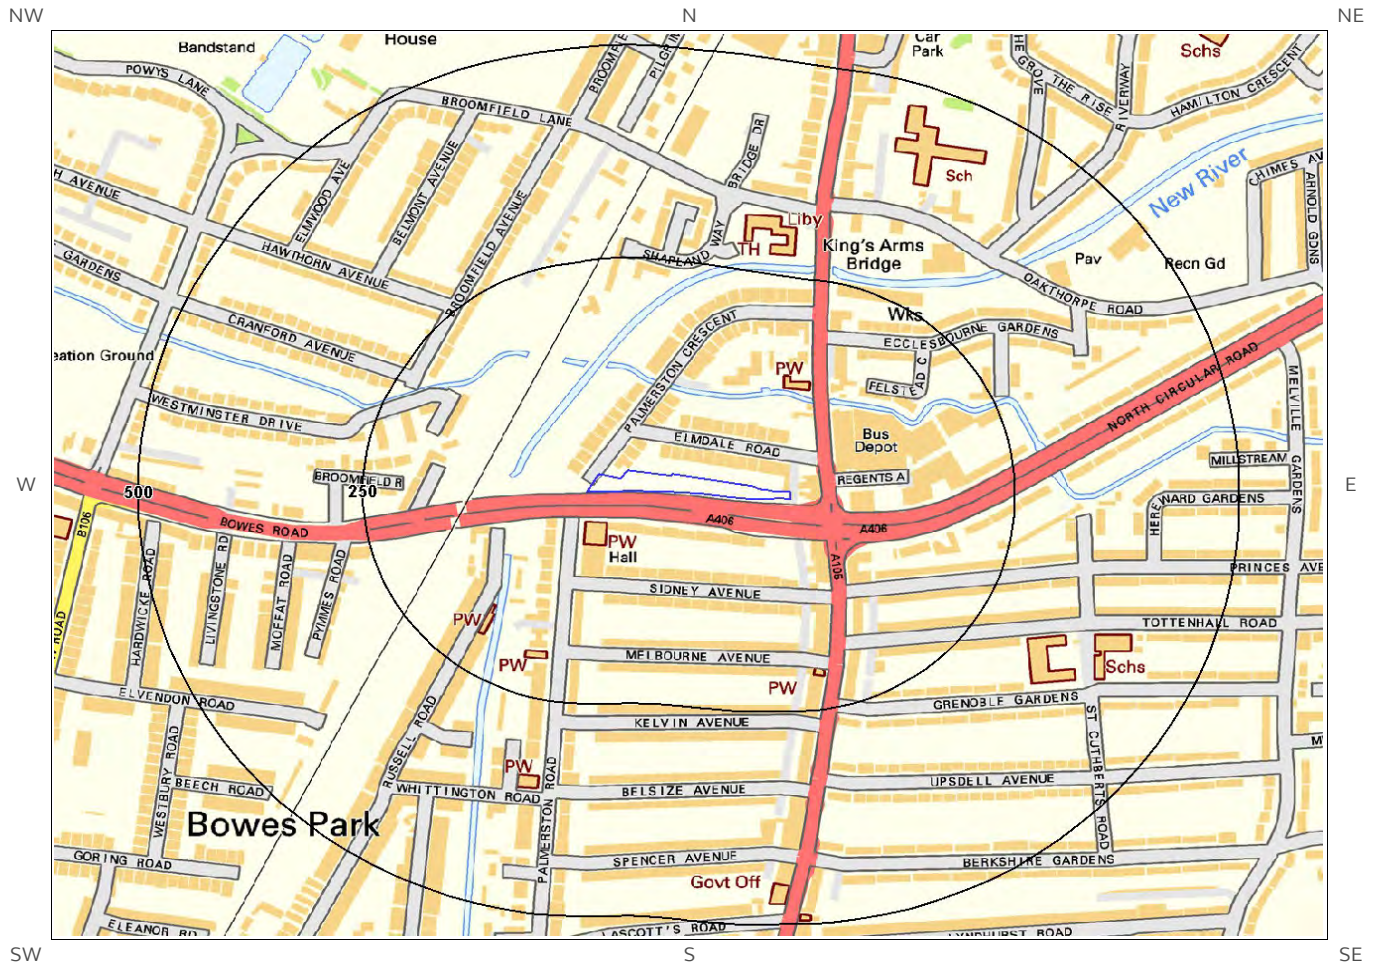 NW
N
NE
Bandstand
House
Car
Park
Schs
POWYS LANE
BROOMFIELD LANE
BROOMFIE
PILGRIM
THE
GROVE
THE RISE
RIVERWAY
HAMILTON CRESCENT
BRIDGE DR
Sch
New River
CHIMES AV
ARNOLD GDNS
H AVENUE
ELMWOOD AVE
BELMONT AVENUE
BROOMFIELD AVENUE
HAWTHORN AVENUE
Liby
TH
WAY
SHAPLAND
King's Arms
Bridge
Pav
Recn Gd
GARDENS
OAKTHORPE ROAD
CRANFORD AVENUE
PALMERSTON CRESCENT
Wks
ECCLESBOURNE GARDENS
eation Ground
PW
FELSTE
AD C
NORTH CIRCULAR ROAD
MELVILLE
GARDENS
WESTMINSTER DRIVE
ELMDALE ROAD
Bus
Depot
MILLSTREAM
BROOMFIELD R
REGENTS A
W
500
250
E
HERE
WARD GARDENS
B106
BOWES ROAD
A406
A406
A106
PW
Hall
HARDWICKE ROAD
LIVINGSTONE RD
MOFFAT ROAD
PYMMES ROAD
SIDNEY AVENUE
PRINCES AVE
ROAD
PW
TOTTENHALL ROAD
PW
MELBOURNE AVENUE
PW
Schs
ELVENDON ROAD
GRENOBLE GARDENS
KELVIN AVENUE
RUSSELL ROAD
ST CUTHBERTS ROAD
WESTBURY ROAD
M
PW
BEECH ROAD
WHITTINGTON ROAD
BELSIZE AVENUE
UPSDELL AVENUE
Bowes Park
PALMERSTON ROAD
GORING ROAD
SPENCER AVENUE
BERKSHIRE GARDENS
Govt Off
ELEANOR RD
ASCOTT'S ROAD
LYNDHURST ROAD
SW
S
SE